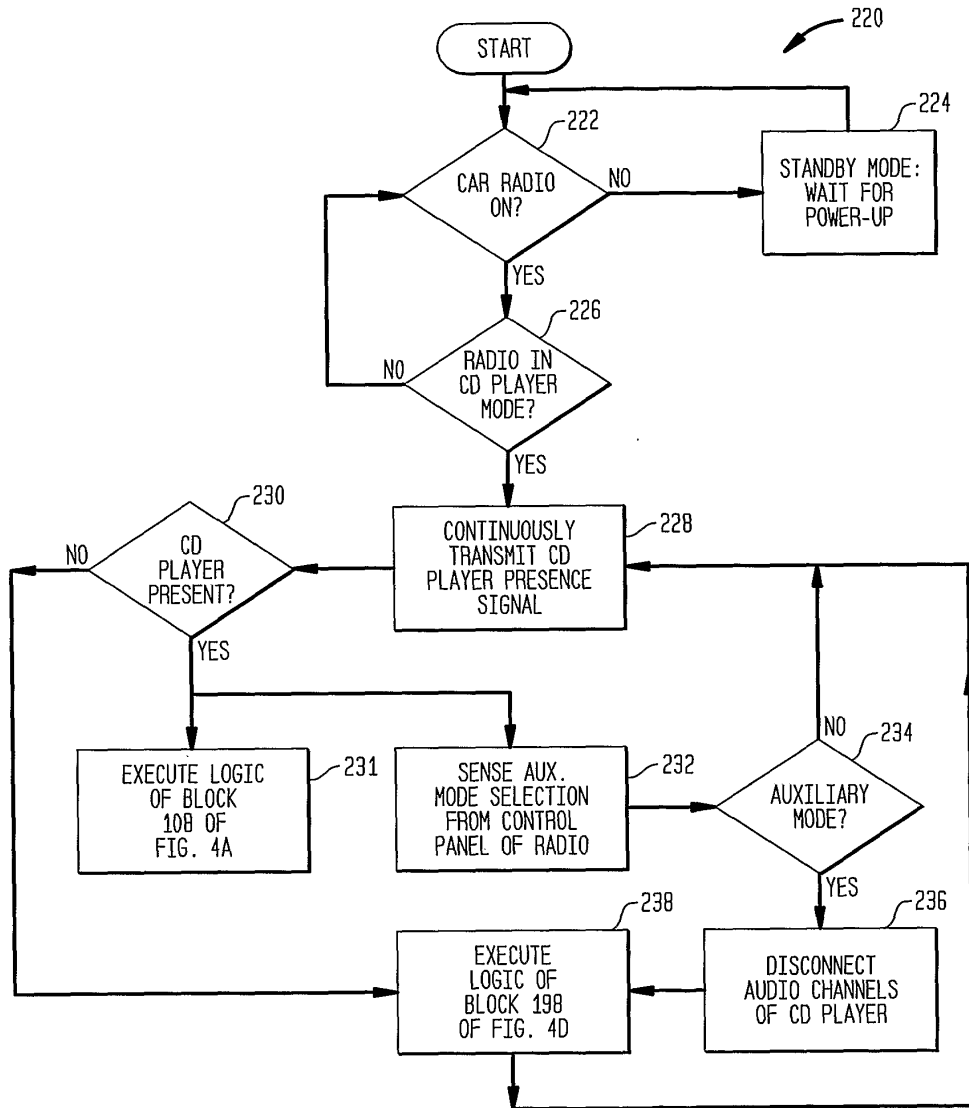 220
START
222
224
CAR RADIO
ON?
NO
STANDBY MODE:
WAIT FOR
POWER-UP
YES
226
NO
RADIO IN
CD PLAYER
MODE?
YES
230
228
NO
CD
PLAYER
PRESENT?
CONTINUOUSLY
TRANSMIT CD
PLAYER PRESENCE
SIGNAL
YES
NO
231
EXECUTE LOGIC
OF BLOCK
108 OF
FIG. 4A
232
SENSE AUX.
MODE SELECTION
FROM CONTROL
PANEL OF RADIO
234
AUXILIARY
MODE?
YES
238
236
EXECUTE
LOGIC OF
BLOCK 198
OF FIG. 4D
DISCONNECT
AUDIO CHANNELS
OF CD PLAYER